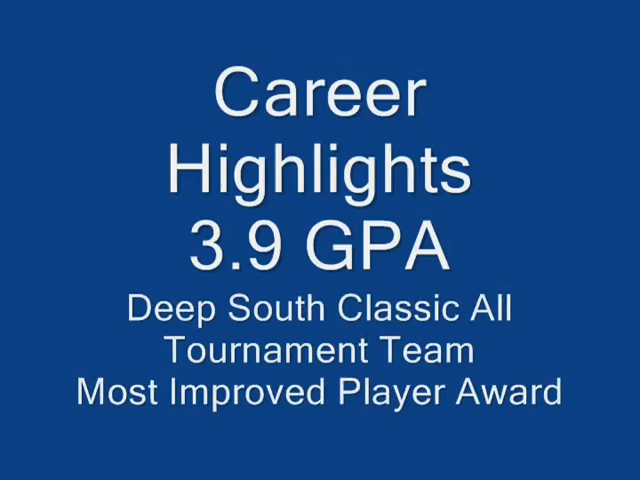 Career
Highlights
3.9 GPA
Deep South Classic All
Tournament Team
Most Improved Player Award